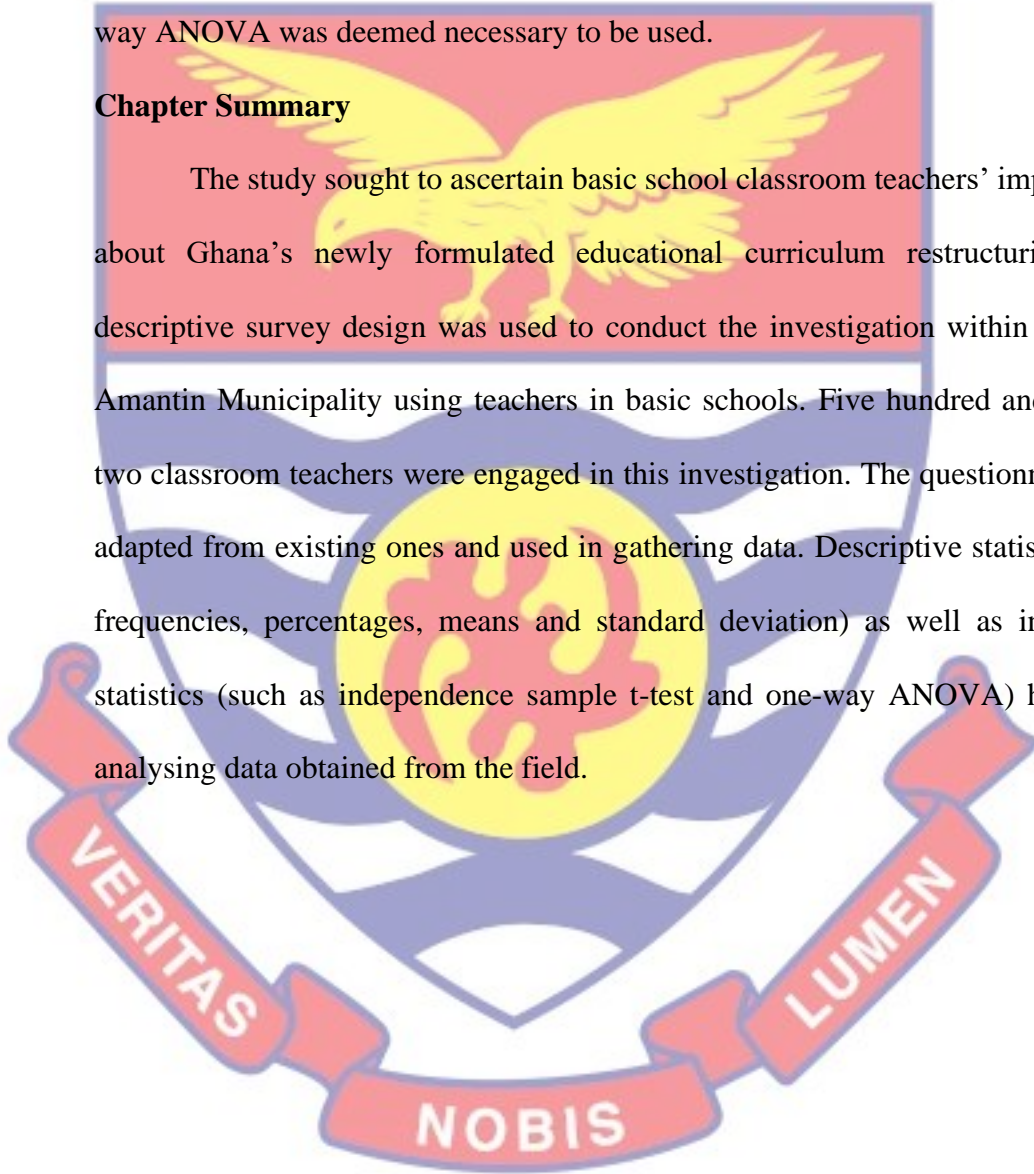 way ANOVA was deemed necessary to be used.
Chapter Summary
The study sought to ascertain basic school classroom teachers’ imp
about Ghana’s newly formulated educational curriculum restructuri
descriptive survey design was used to conduct the investigation within
Amantin Municipality using teachers in basic schools. Five hundred and
two classroom teachers were engaged in this investigation. The questionn
adapted from existing ones and used in gathering data. Descriptive statis
frequencies, percentages, means and standard deviation) as well as in
statistics (such as independence sample t-test and one-way ANOVA) h
analysing data obtained from the field.
VERITAS
NOBIS
LUMEN